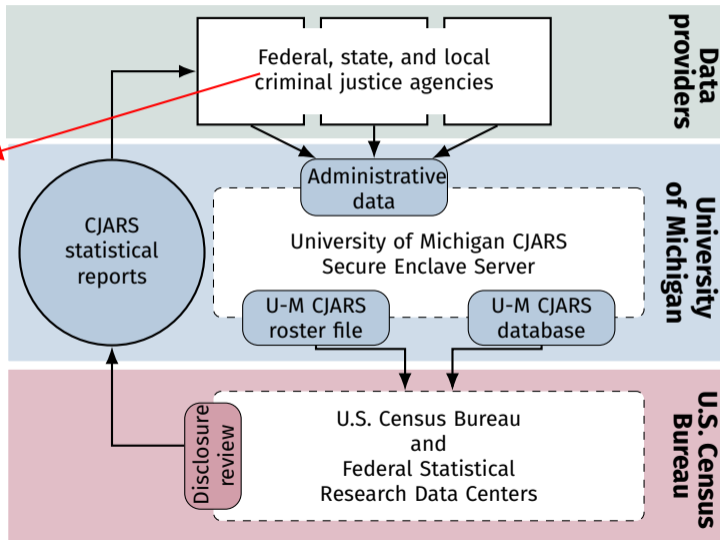 Federal, state, and local
criminal justice agencies
Data
providers
Administrative
data
CJARS
statistical
reports
University of Michigan CJARS
Secure Enclave Server
University
of Michigan
U-M CJARS
roster file
U-M CJARS
database
Disclosure
review
U.S. Census Bureau
and
Federal Statistical
Research Data Centers
U.S. Census
Bureau